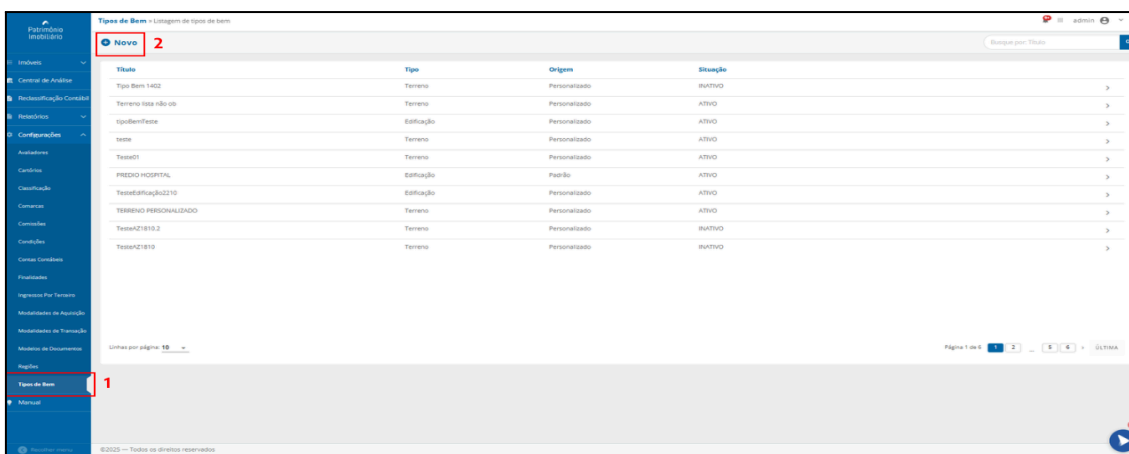 Patrimônio
Imobiliário
Tipos de Bem > Listagem de tipos de bem
admin
Novo
2
Busque por: Título
Imóveis
Central de Análise
Reclassificação Contábil
Relatórios
Configurações
Avaliadores
Cartórios
Classificação
Comarcas
Comissões
Condições
Contas Contábeis
Finalidades
Ingressos Por Terceiro
Modalidades de Aquisição
Modalidades de Transação
Modelos de Documentos
Regiões
Tipos de Bem
1
Manual
Recolher menu
Título Tipo Origem Situação
Tipo Bem 1402 Terreno Personalizado INATIVO
Terreno lista não ob Terreno Personalizado ATIVO
tipoBemTeste Edificação Personalizado ATIVO
teste Terreno Personalizado ATIVO
Teste01 Terreno Personalizado ATIVO
PREDIO HOSPITAL Edificação Padrão ATIVO
TesteEdificação2210 Edificação Personalizado ATIVO
TERRENO PERSONALIZADO Terreno Personalizado ATIVO
TesteAZ1810.2 Terreno Personalizado INATIVO
TesteAZ1810 Terreno Personalizado INATIVO
Linhas por página: 10
Página 1 de 6 1 2 ... 5 6 > ÚLTIMA
©2025 — Todos os direitos reservados